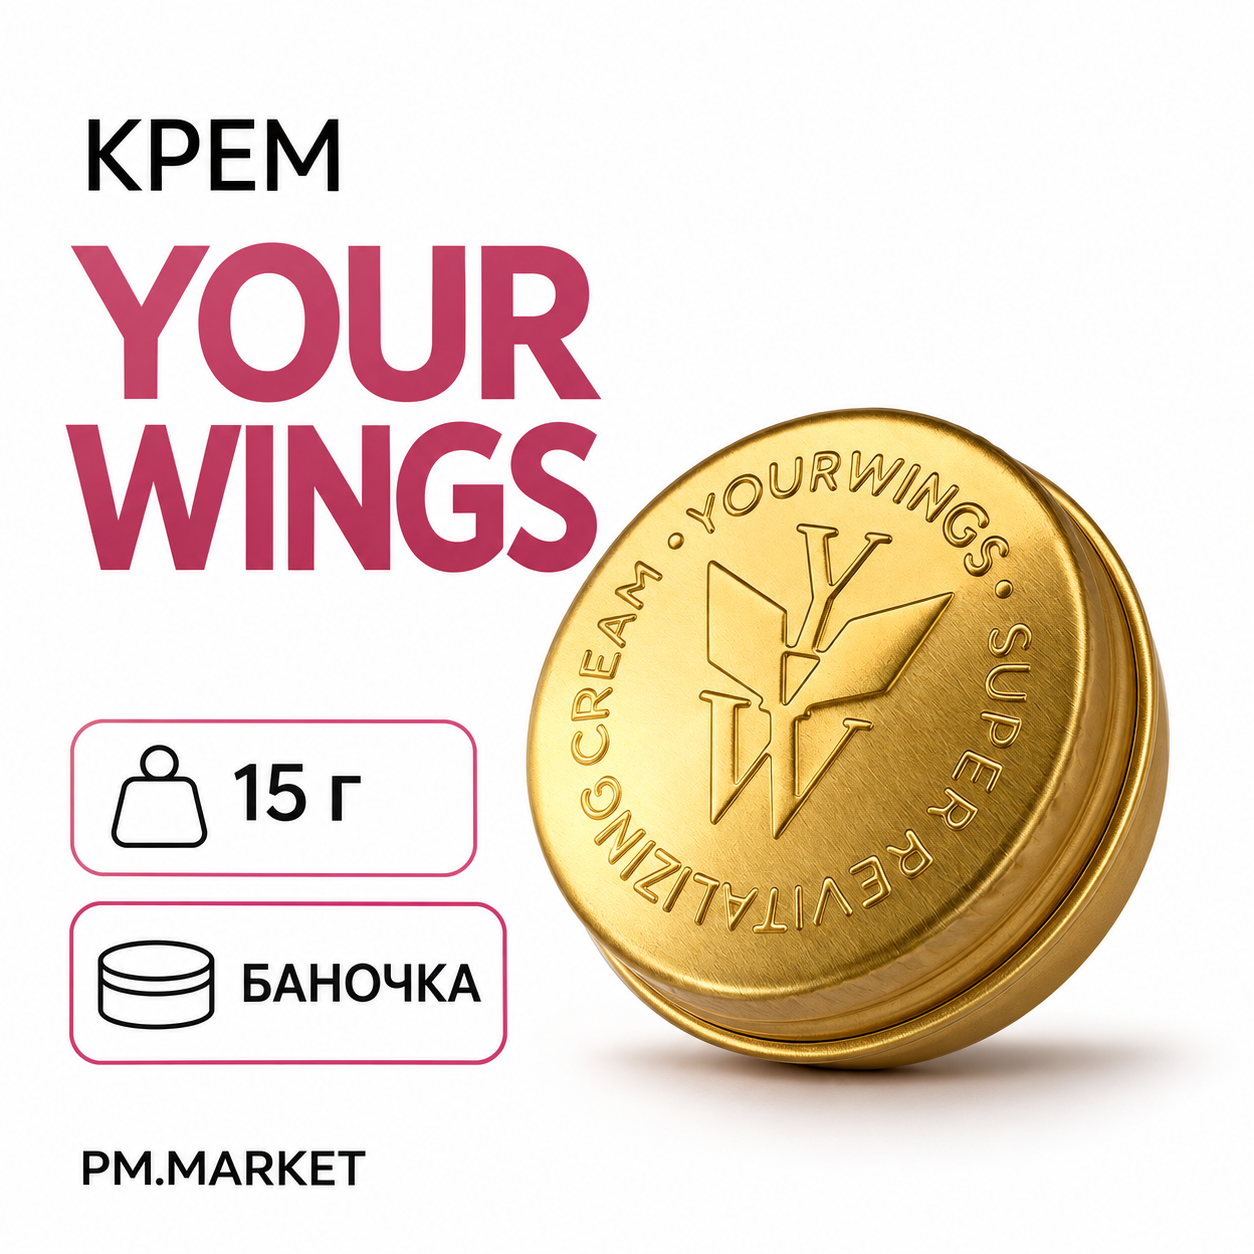 КРЕМ
YOUR
WINGS
15 г
БАНОЧКА
PM.MARKET
• YOURWINGS • SUPER REVITALIZING CREAM
Y
W